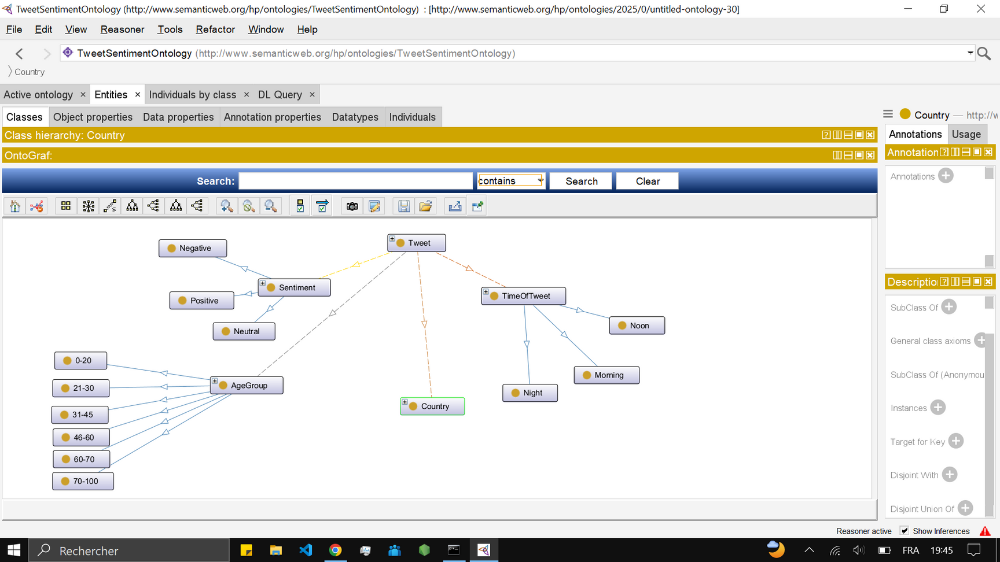 TweetSentimentOntology (http://www.semanticweb.org/hp/ontologies/TweetSentimentOntology)  : [http://www.semanticweb.org/hp/ontologies/2025/0/untitled-ontology-30]
File Edit View Reasoner Tools Refactor Window Help
TweetSentimentOntology (http://www.semanticweb.org/hp/ontologies/TweetSentimentOntology)
Country
Active ontology × Entities × Individuals by class × DL Query ×
Classes Object properties Data properties Annotation properties Datatypes Individuals
Country — http://w
Annotations Usage
Class hierarchy: Country
Annotation
OntoGraf:
Search: contains Search Clear
Annotations
Tweet
Negative
Sentiment
Positive
TimeOfTweet
Neutral
Noon
0-20
Morning
AgeGroup
21-30
Night
Country
31-45
46-60
60-70
70-100
Descriptio
SubClass Of
General class axioms
SubClass Of (Anonymou
Instances
Target for Key
Disjoint With
Disjoint Union Of
Reasoner active Show Inferences
Rechercher
FRA 19:45